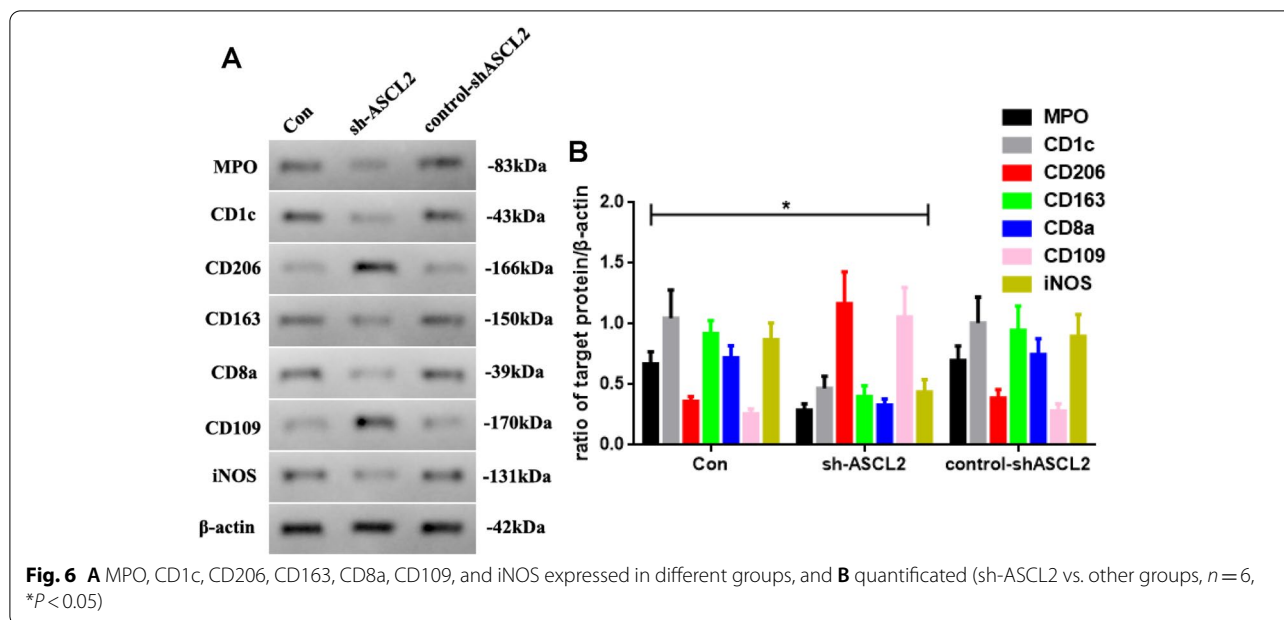 A
Con
sh-ASCL2
control-shASCL2
MPO
-83kDa
CD1c
-43kDa
CD206
-166kDa
CD163
-150kDa
CD8a
-39kDa
CD109
-170kDa
iNOS
-131kDa
β-actin
-42kDa
B
MPO
CD1c
CD206
CD163
CD8a
CD109
iNOS
ratio of target protein/β-actin
2.0
1.5
1.0
0.5
0.0
*
Con
sh-ASCL2
control-shASCL2
Fig. 6 A MPO, CD1c, CD206, CD163, CD8a, CD109, and iNOS expressed in different groups, and B quantificated (sh-ASCL2 vs. other groups, n = 6,
*P < 0.05)